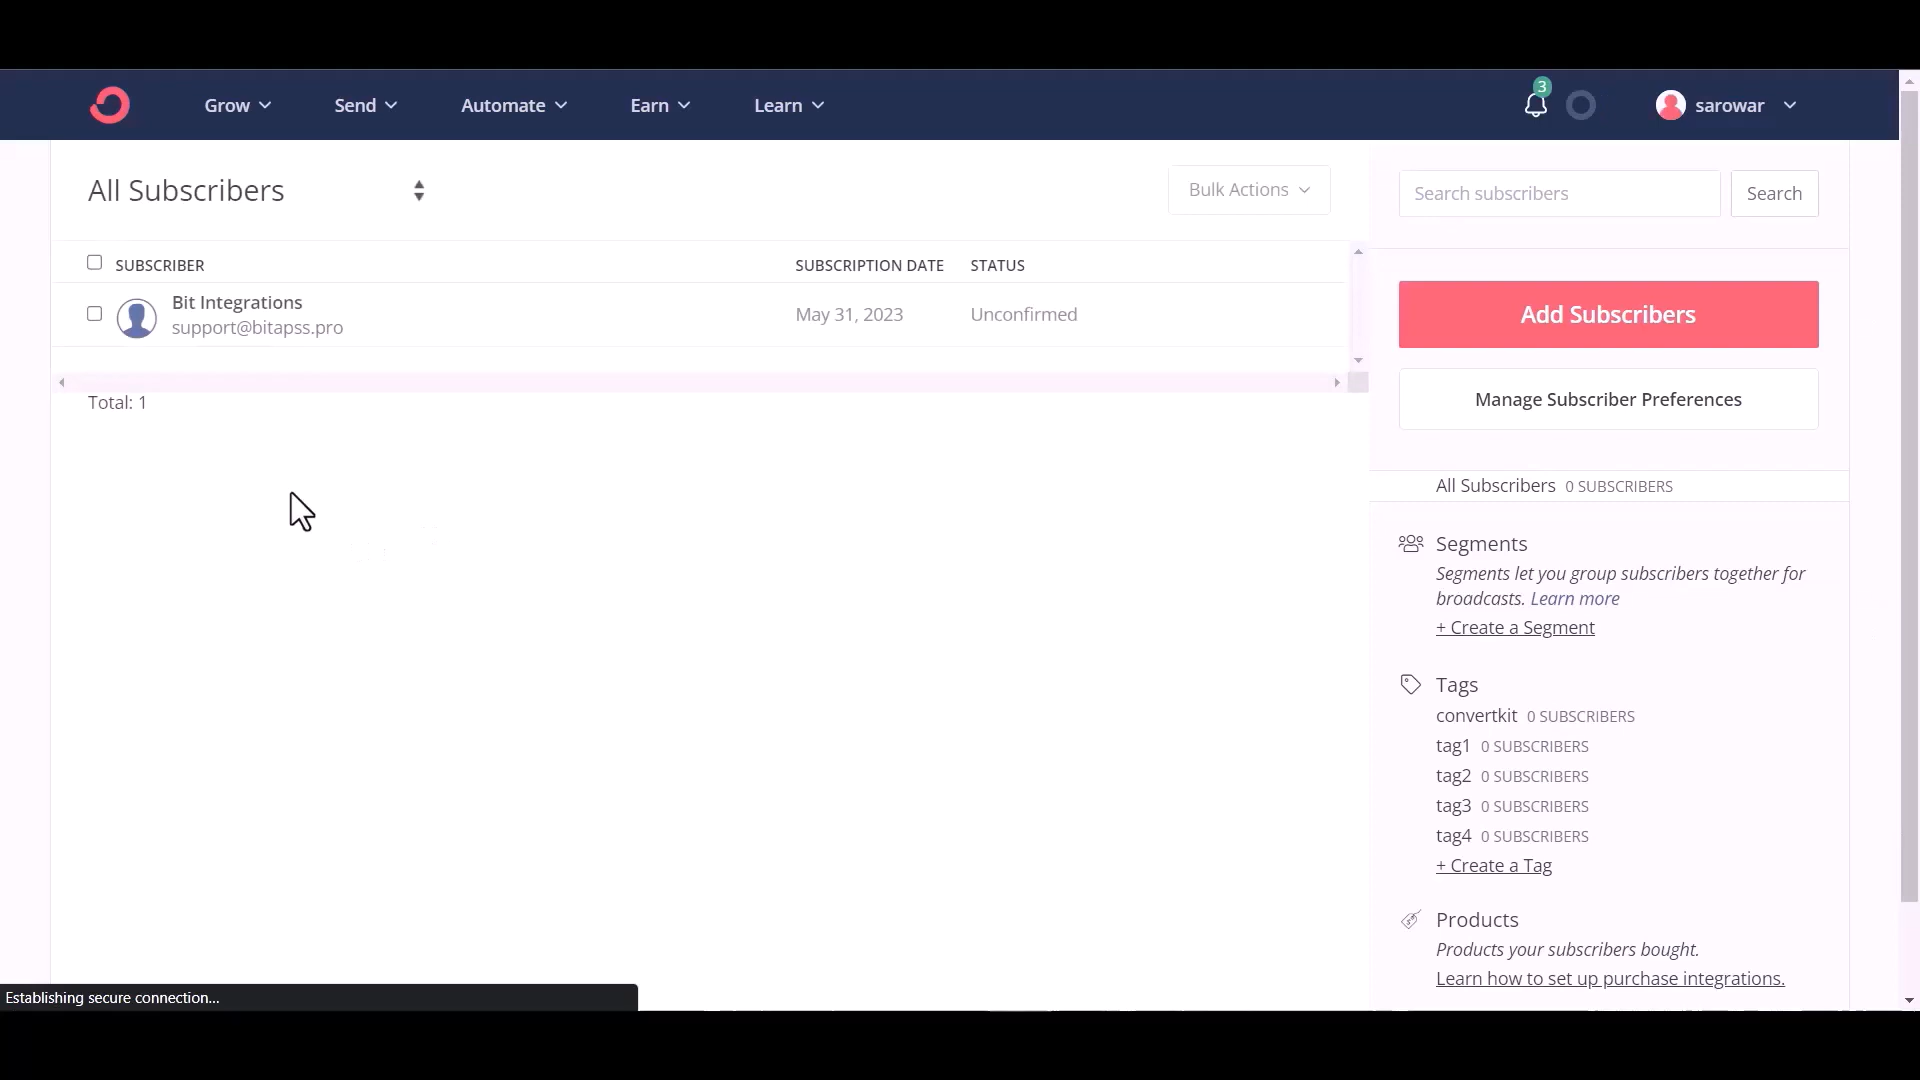 Grow
Send
Automate
Earn
Learn
3
sarowar
All Subscribers
Bulk Actions
Search subscribers
Search
SUBSCRIBER
SUBSCRIPTION DATE
STATUS
Bit Integrations
support@bitapss.pro
May 31, 2023
Unconfirmed
Total: 1
Add Subscribers
Manage Subscriber Preferences
All Subscribers 0 SUBSCRIBERS
Segments
Segments let you group subscribers together for
broadcasts. Learn more
+ Create a Segment
Tags
convertkit 0 SUBSCRIBERS
tag1 0 SUBSCRIBERS
tag2 0 SUBSCRIBERS
tag3 0 SUBSCRIBERS
tag4 0 SUBSCRIBERS
+ Create a Tag
Products
Products your subscribers bought.
Learn how to set up purchase integrations.
Establishing secure connection...